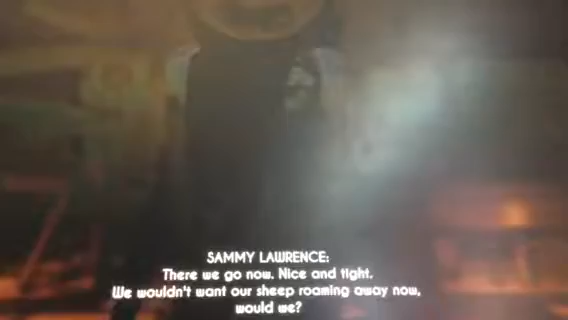 SAMMY LAWRENCE:
There we go now. Nice and tight.
We wouldn't want our sheep roaming away now,
would we?